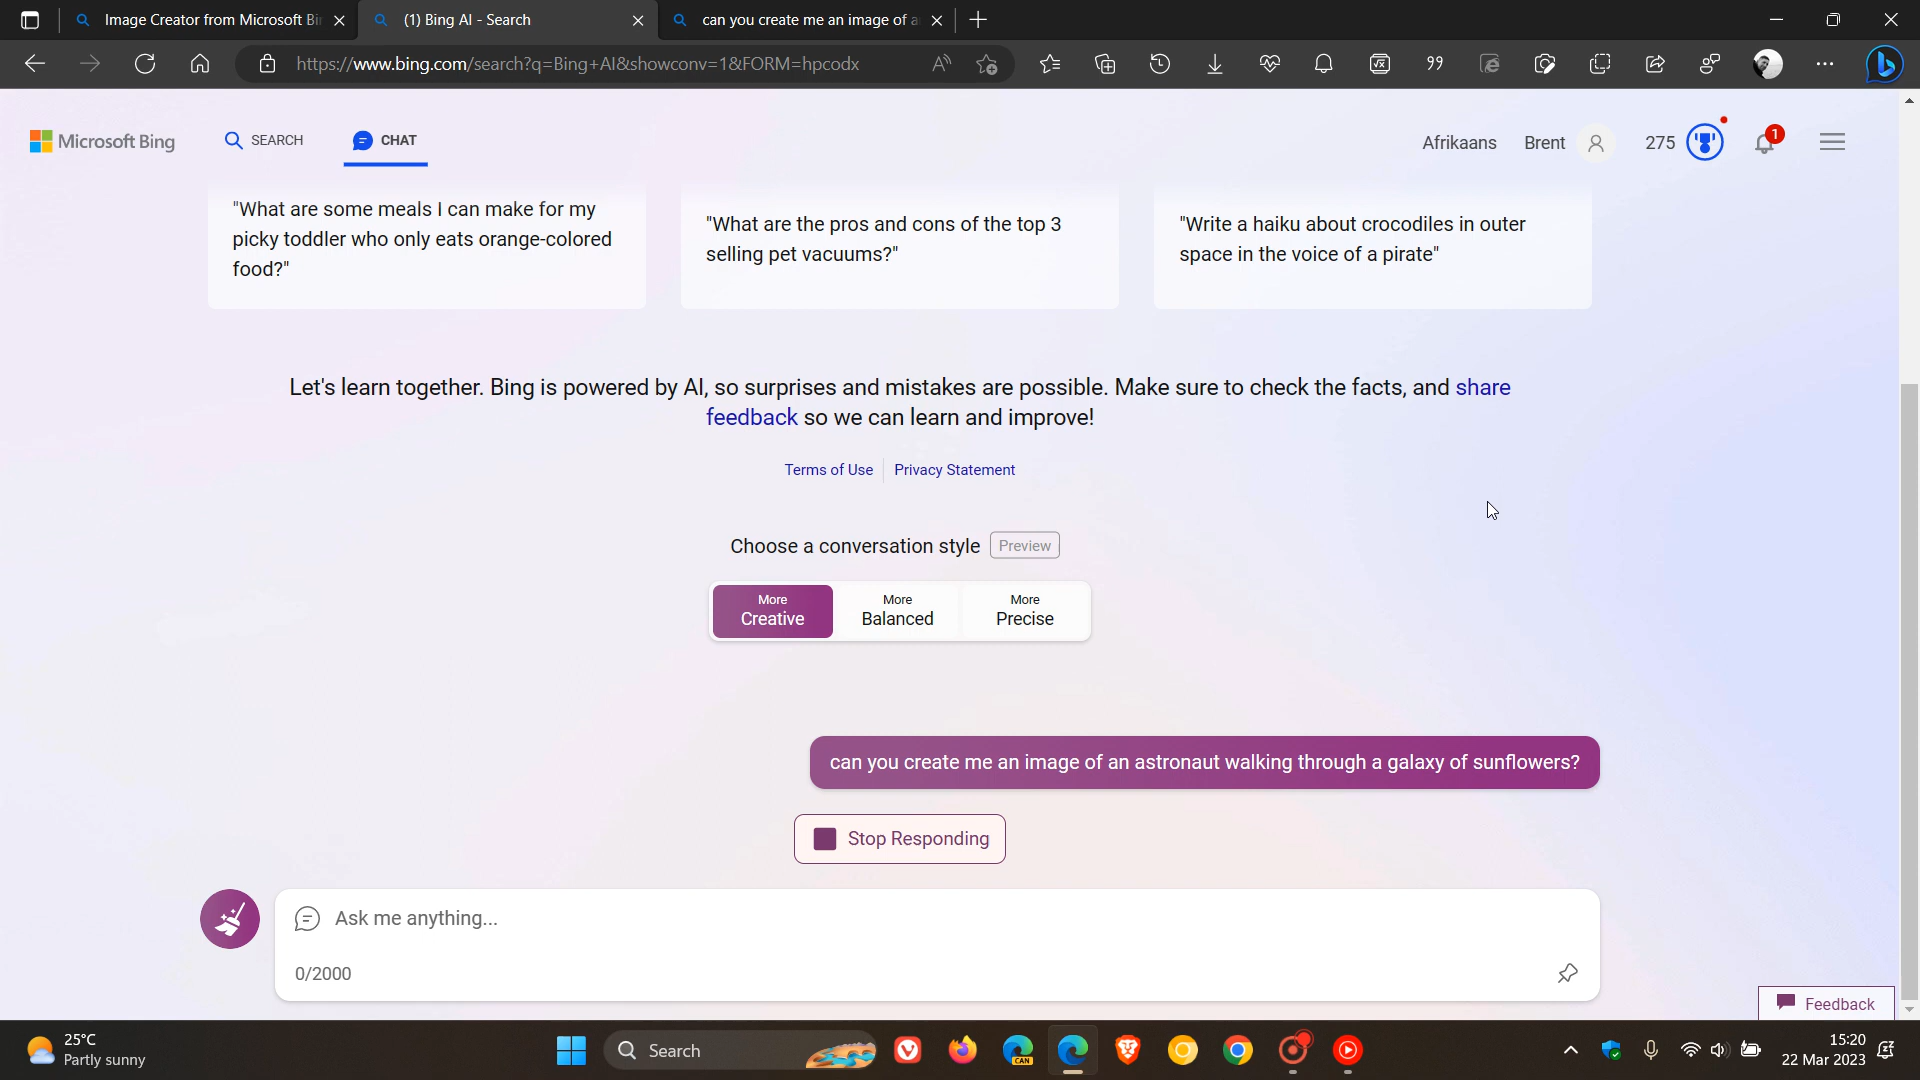 Image Creator from Microsoft Bi
(1) Bing AI - Search
can you create me an image of a
https://www.bing.com/search?q=Bing+AI&showconv=1&FORM=hpcodx
Microsoft Bing
SEARCH
CHAT
Afrikaans
Brent
275
1
"What are some meals I can make for my
picky toddler who only eats orange-colored
food?"
"What are the pros and cons of the top 3
selling pet vacuums?"
"Write a haiku about crocodiles in outer
space in the voice of a pirate"
Let's learn together. Bing is powered by AI, so surprises and mistakes are possible. Make sure to check the facts, and share
feedback so we can learn and improve!
Terms of Use
Privacy Statement
Choose a conversation style
Preview
More
Creative
More
Balanced
More
Precise
can you create me an image of an astronaut walking through a galaxy of sunflowers?
Stop Responding
Ask me anything...
0/2000
Feedback
25°C
Partly sunny
Search
CAN
15:20
22 Mar 2023